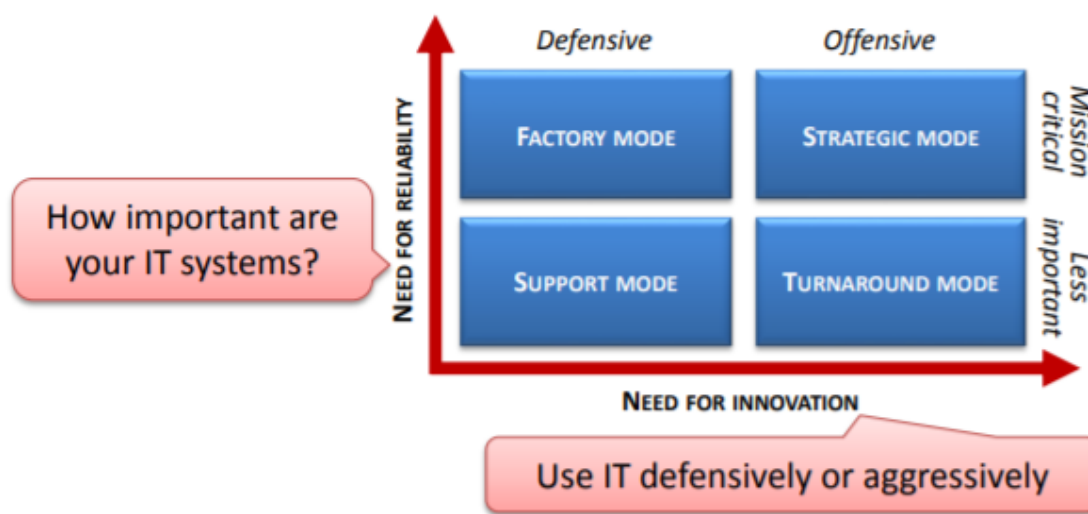 Defensive
Offensive
FACTORY MODE
STRATEGIC MODE
Mission
critical
NEED FOR RELIABILITY
How important are
your IT systems?
SUPPORT MODE
TURNAROUND MODE
Less
important
NEED FOR INNOVATION
Use IT defensively or aggressively